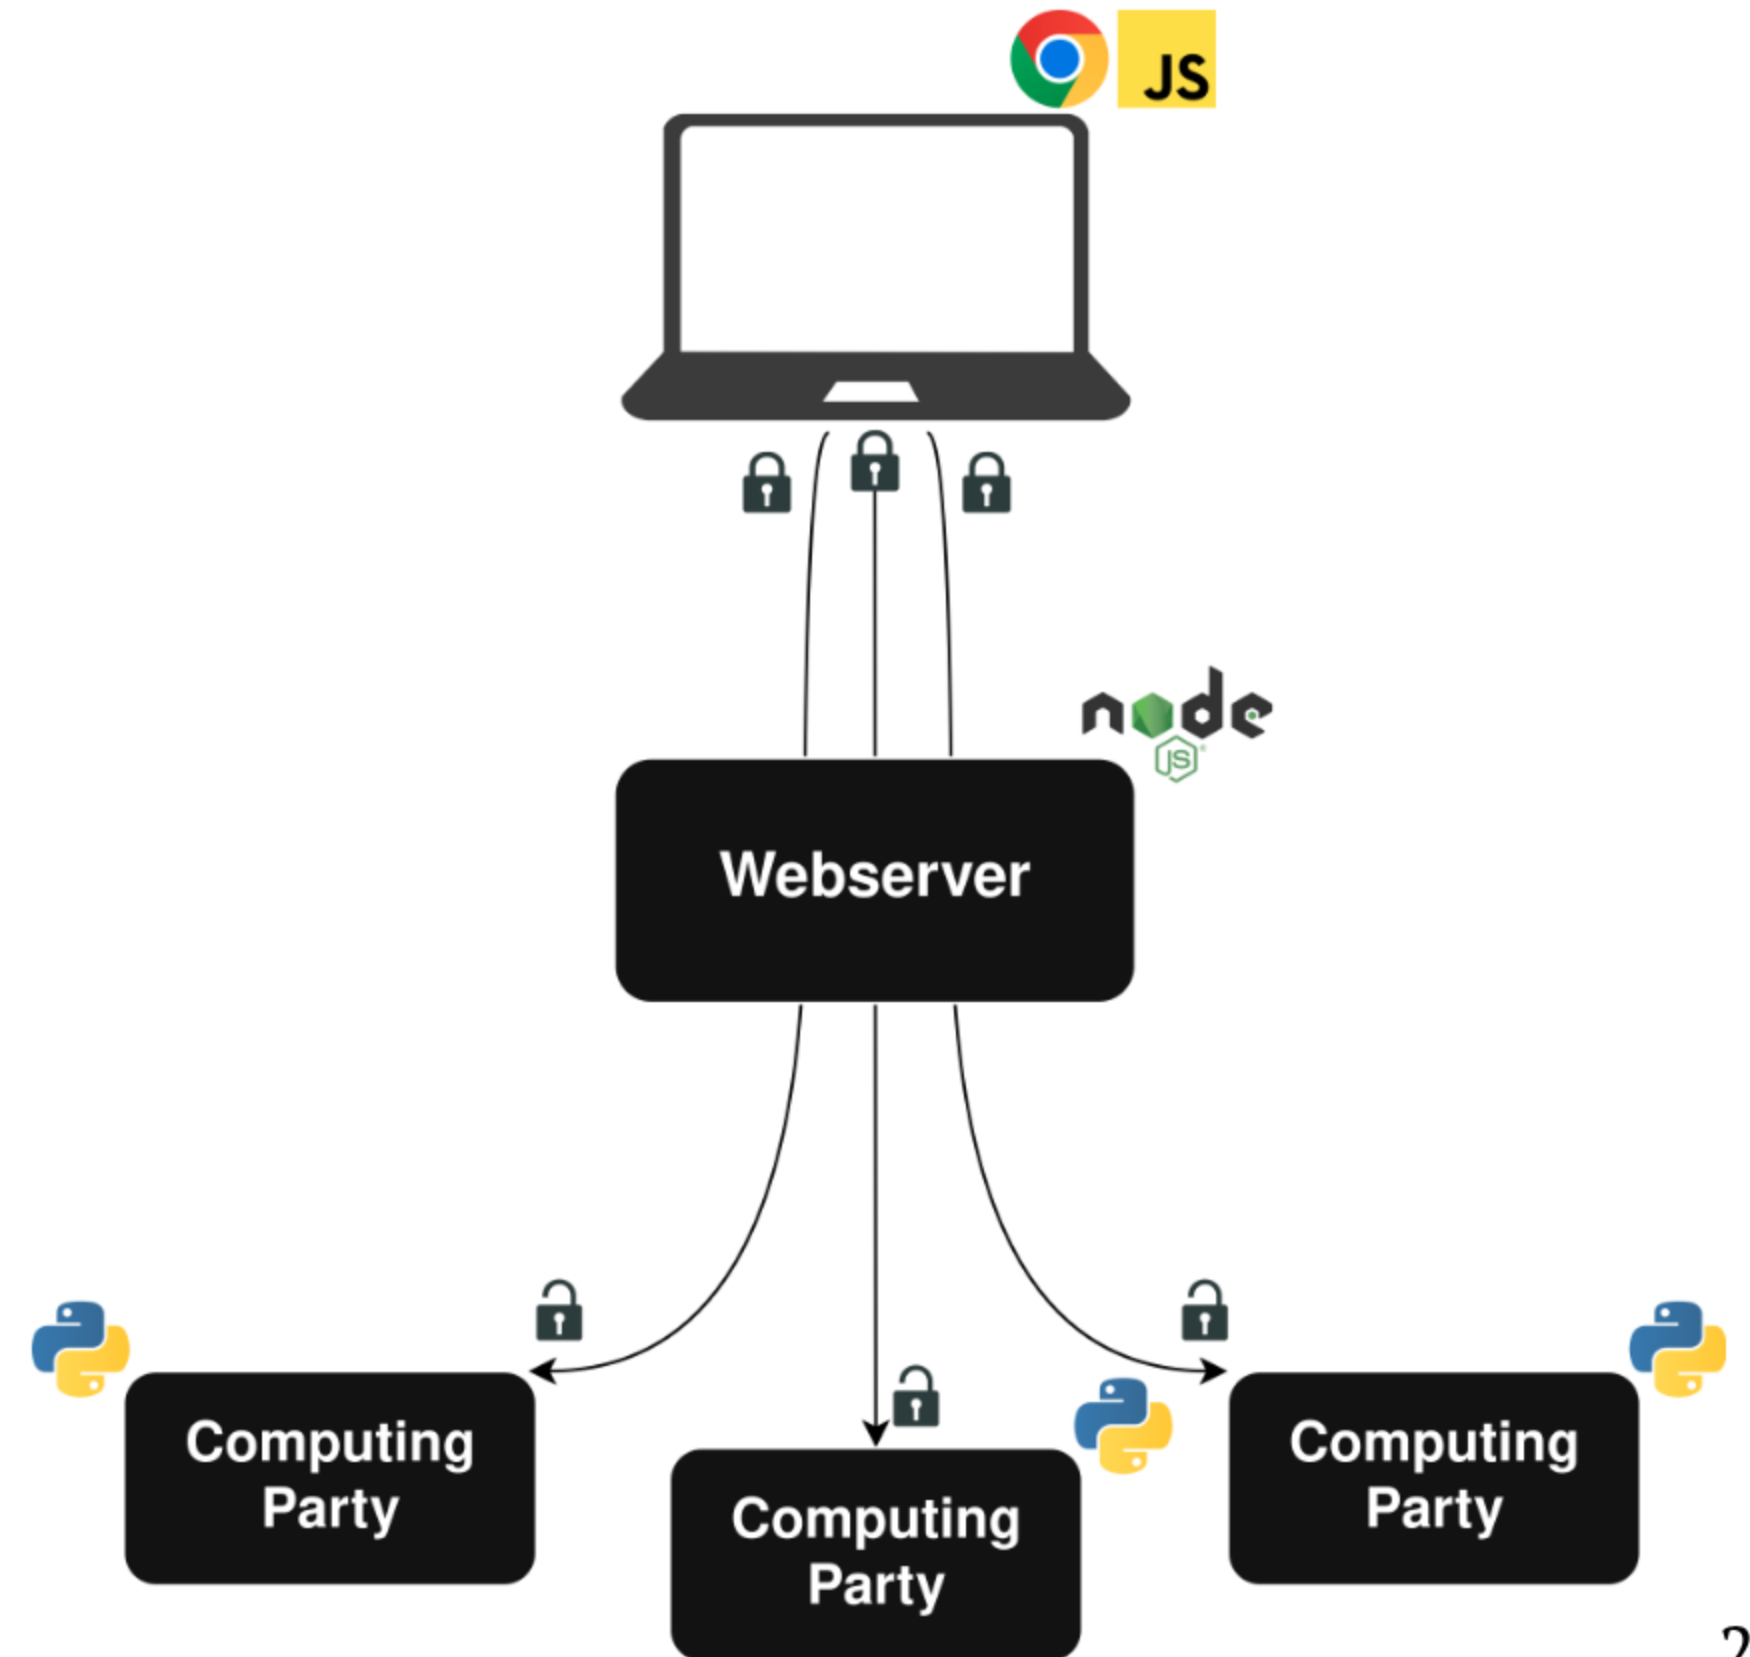 JS
node
JS
Webserver
Computing
Party
Computing
Party
Computing
Party
2